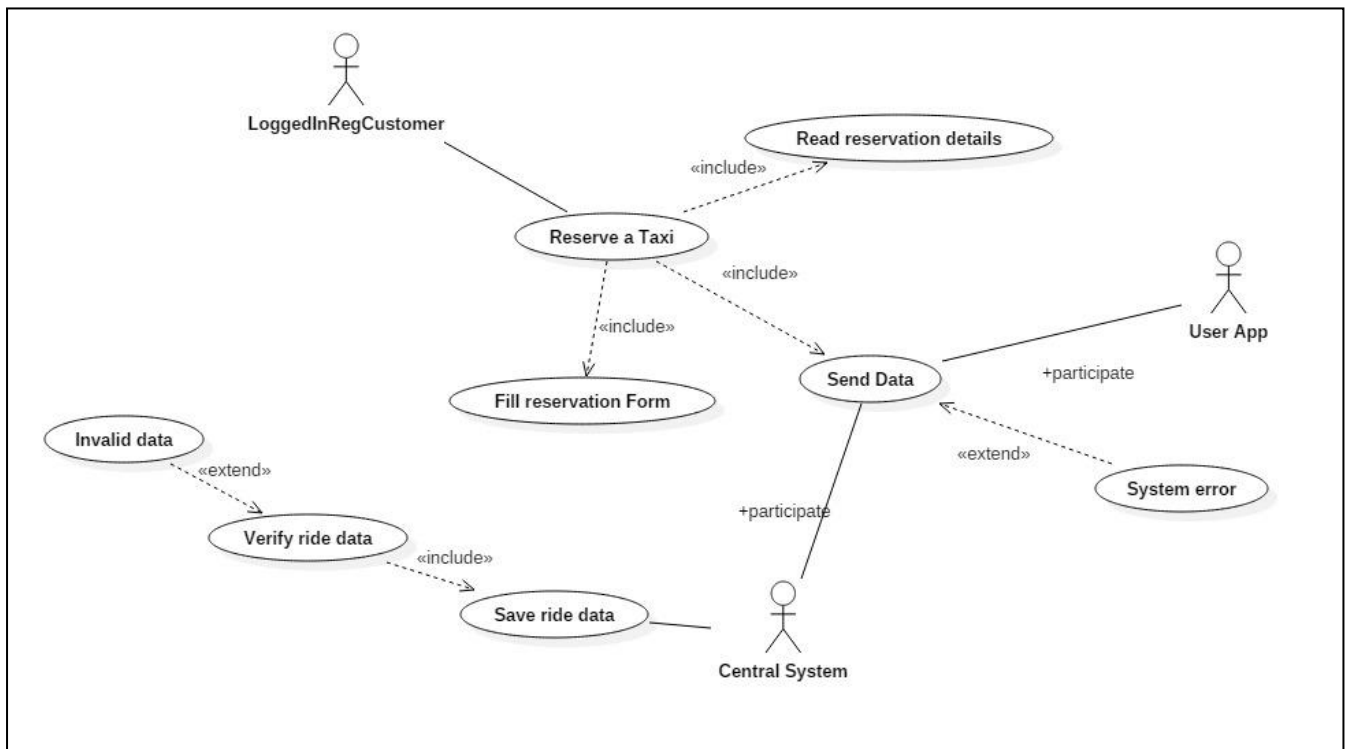 LoggedInRegCustomer
Read reservation details
«include»
Reserve a Taxi
«include»
«include»
User App
+participate
Send Data
Fill reservation Form
Invalid data
«extend»
«extend»
System error
+participate
Verify ride data
«include»
Save ride data
Central System